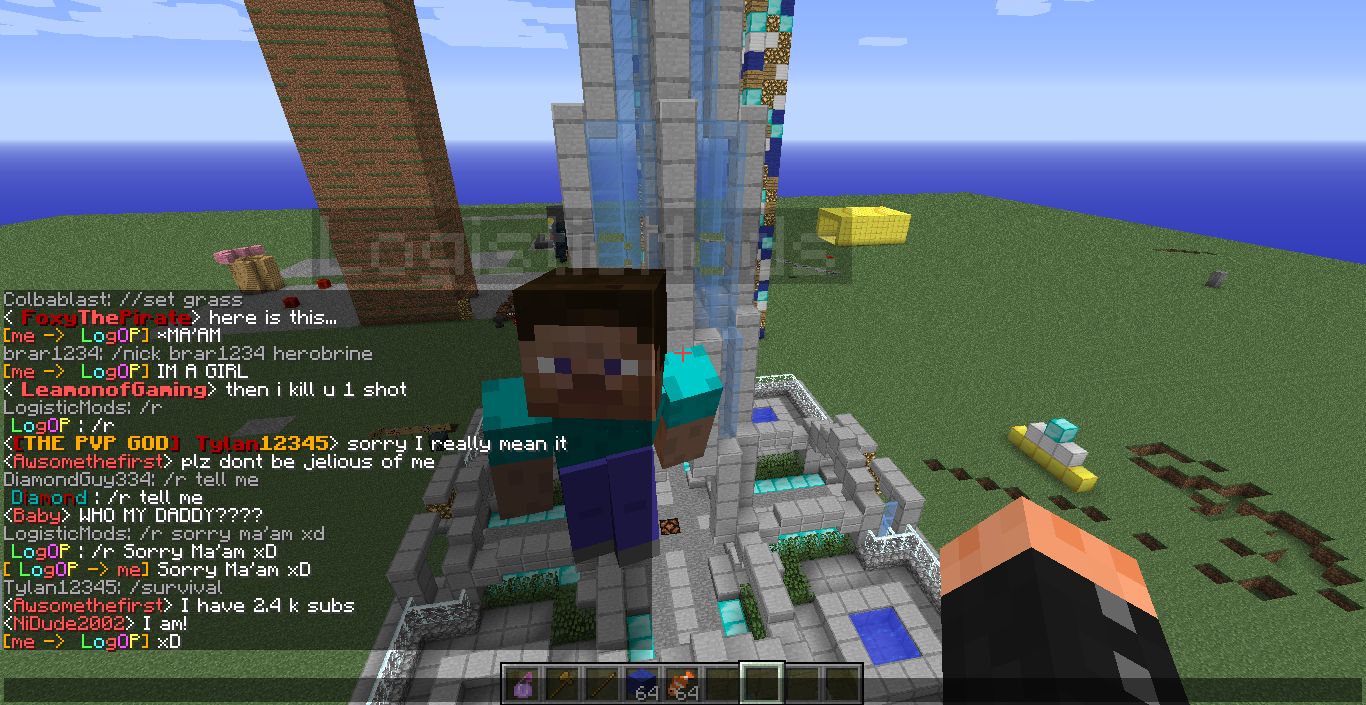 LogisticMods
Colbablast: //set grass
< FoxyThePirate> here is this...
[me -> LogOP] *MA'AM
brar1234: /nick brar1234 herobrine
[me -> LogOP] IM A GIRL
< LeamonofGaming> then i kill u 1 shot
LogisticMods: /r
LogOP : /r
<[THE PVP GOD] Tylan12345> sorry I really mean it
<Awsomethefirst> plz dont be jelious of me
DiamondGuy334: /r tell me
Diamond : /r tell me
<Baby> WHO MY DADDY????
LogisticMods: /r sorry ma'am xd
LogOP : /r Sorry Ma'am xD
[ LogOP -> me] Sorry Ma'am xD
Tylan12345: /survival
<Awsomethefirst> I have 2.4 k subs
<NiDude2002> I am!
[me -> LogOP] xD
64 64